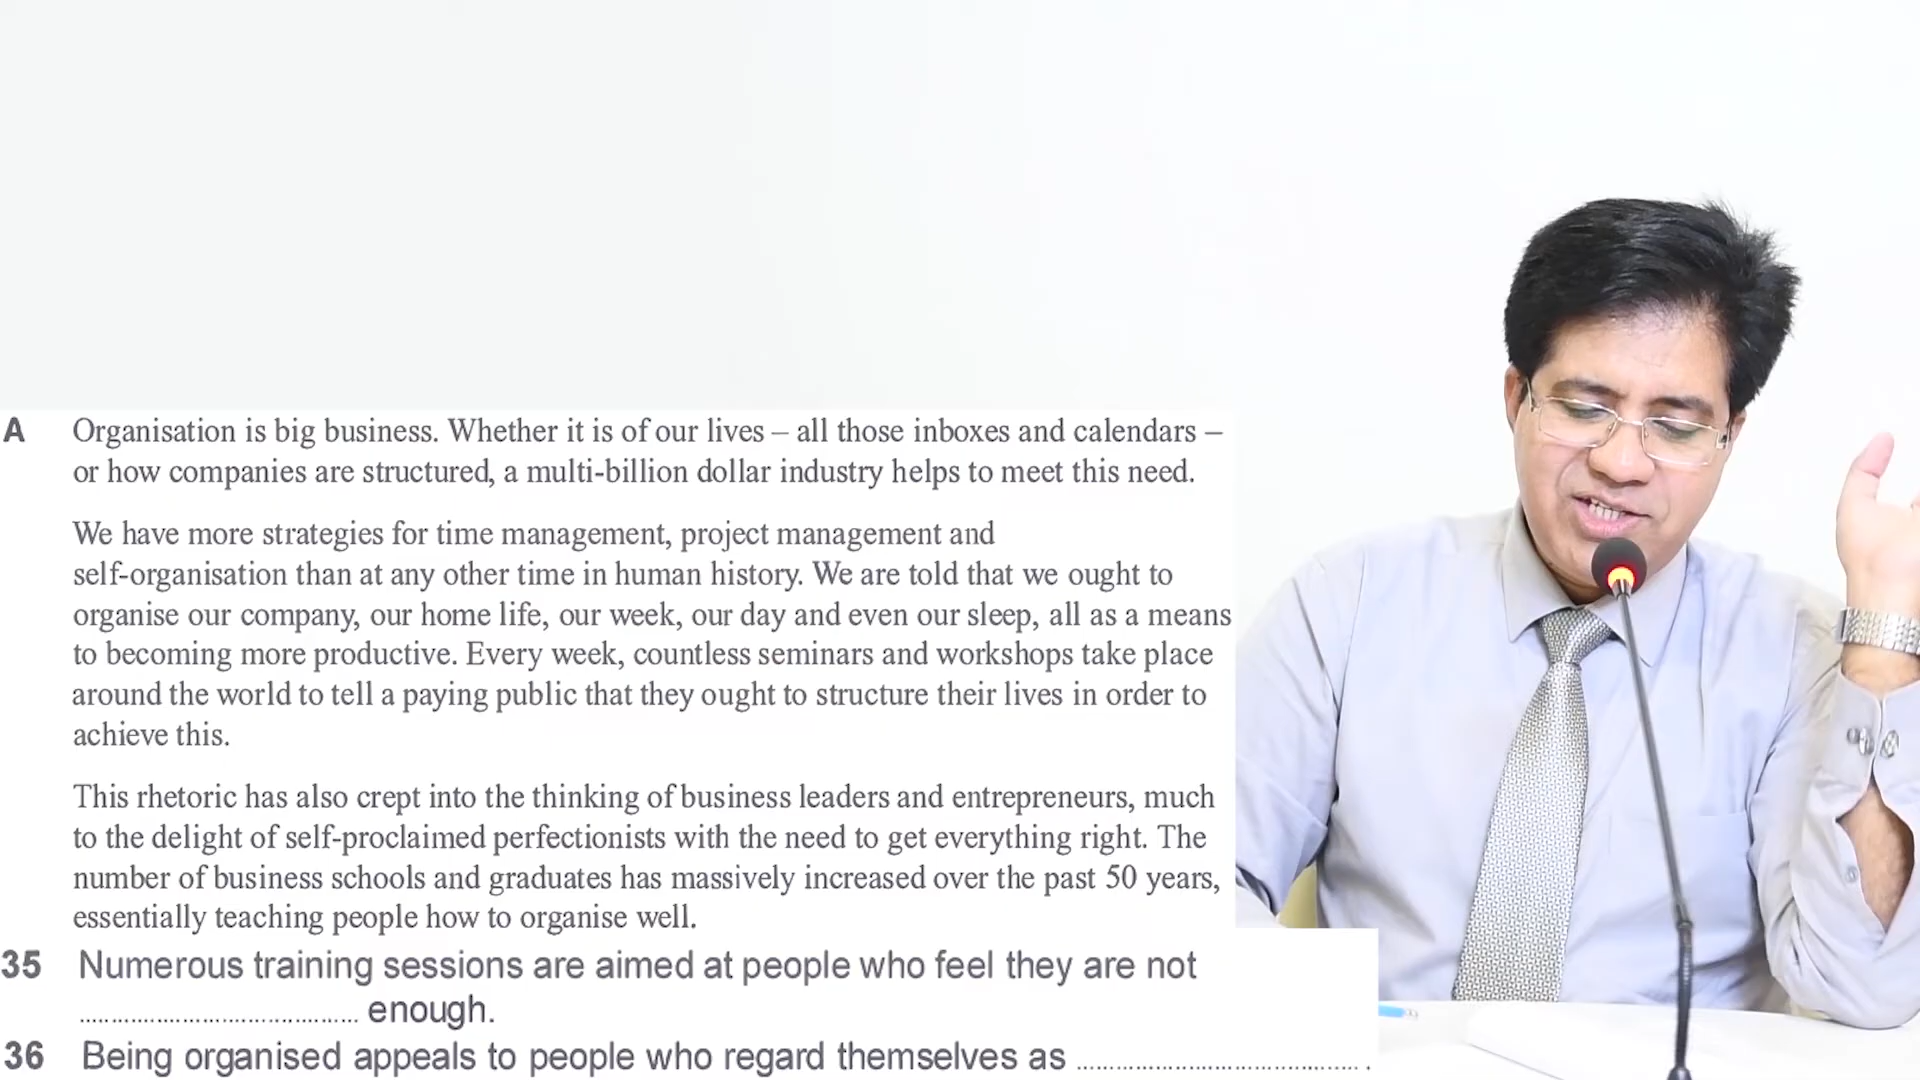 A Organisation is big business. Whether it is of our lives – all those inboxes and calendars –
or how companies are structured, a multi-billion dollar industry helps to meet this need.
We have more strategies for time management, project management and
self-organisation than at any other time in human history. We are told that we ought to
organise our company, our home life, our week, our day and even our sleep, all as a means
to becoming more productive. Every week, countless seminars and workshops take place
around the world to tell a paying public that they ought to structure their lives in order to
achieve this.
This rhetoric has also crept into the thinking of business leaders and entrepreneurs, much
to the delight of self-proclaimed perfectionists with the need to get everything right. The
number of business schools and graduates has massively increased over the past 50 years,
essentially teaching people how to organise well.
35 Numerous training sessions are aimed at people who feel they are not
................................... enough.
36 Being organised appeals to people who regard themselves as ................................... .